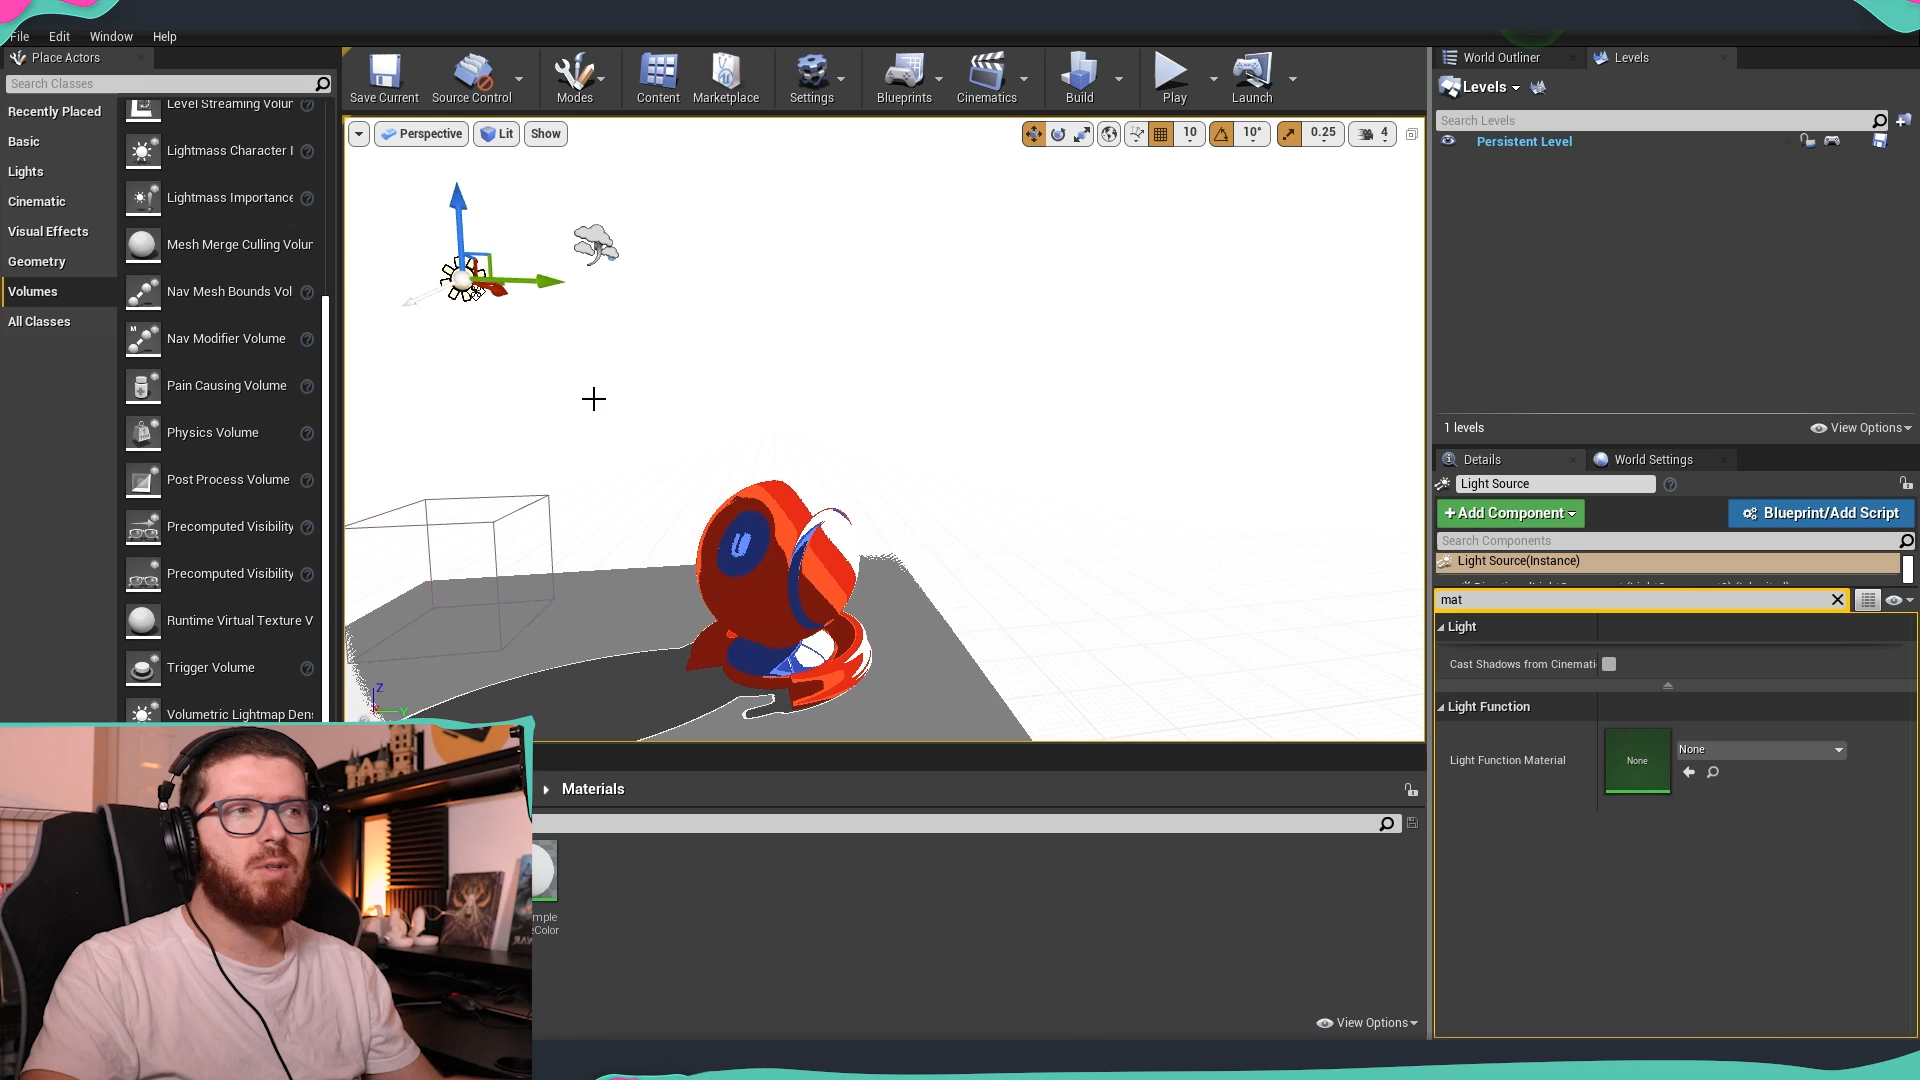 File Edit Window Help
Place Actors
Search Classes
Recently Placed
Basic
Lights
Cinematic
Visual Effects
Geometry
Volumes
All Classes
Level Streaming Volur
Lightmass Character I
Lightmass Importance
Mesh Merge Culling Volur
Nav Mesh Bounds Vol
Nav Modifier Volume
Pain Causing Volume
Physics Volume
Post Process Volume
Precomputed Visibility
Precomputed Visibility
Runtime Virtual Texture V
Trigger Volume
Volumetric Lightmap Den
Save Current
Source Control
Modes
Content
Marketplace
Settings
Blueprints
Cinematics
Build
Play
Launch
Perspective
Lit
Show
10
10°
0.25
4
Z
Y
Materials
mple
eColor
View Options
World Outliner
Levels
Levels
Search Levels
Persistent Level
1 levels
View Options
Details
World Settings
Light Source
+Add Component
Blueprint/Add Script
Search Components
Light Source(Instance)
mat
Light
Cast Shadows from Cinemati
Light Function
Light Function Material
None
None